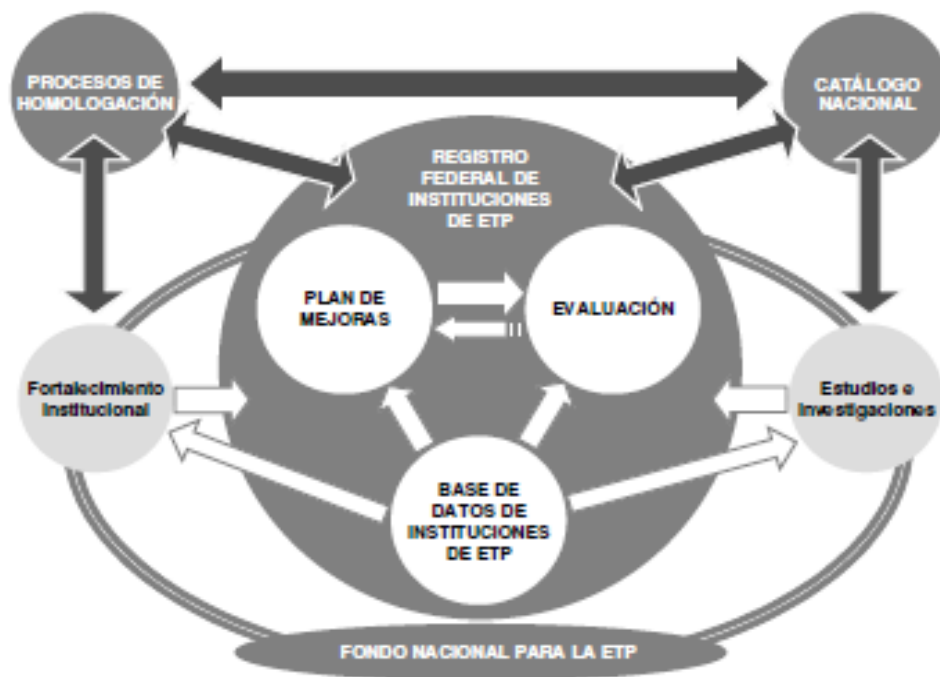 PROCESOS DE
HOMOLOGACIÓN
CATÁLOGO
NACIONAL
REGISTRO
FEDERAL DE
INSTITUCIONES
DE ETP
PLAN DE
MEJORAS
EVALUACIÓN
Fortalecimiento
Institucional
Estudios e
Investigaciones
BASE DE
DATOS DE
INSTITUCIONES
DE ETP
FONDO NACIONAL PARA LA ETP